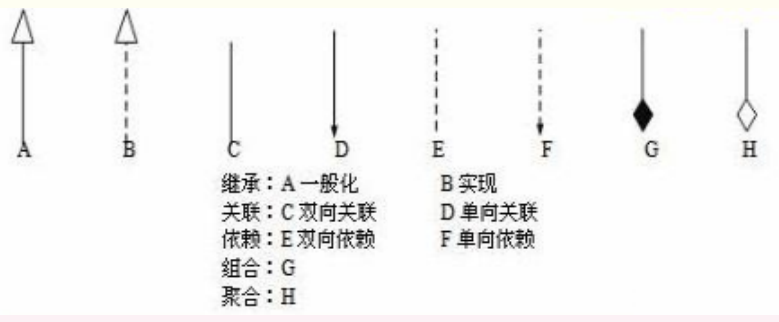 A B C D E F G H
继承：A 一般化 B 实现
关联：C 双向关联 D 单向关联
依赖：E 双向依赖 F 单向依赖
组合：G
聚合：H